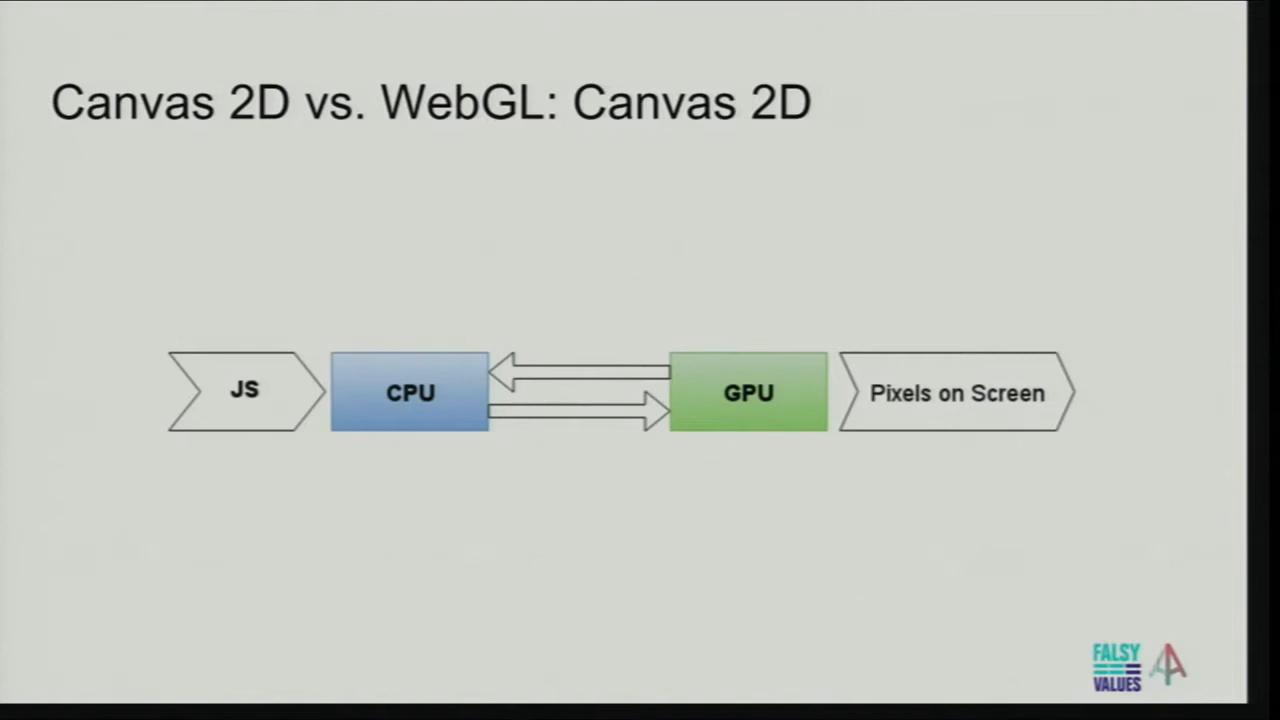 Canvas 2D vs. WebGL: Canvas 2D
JS
CPU
GPU
Pixels on Screen
FALSY
VALUES